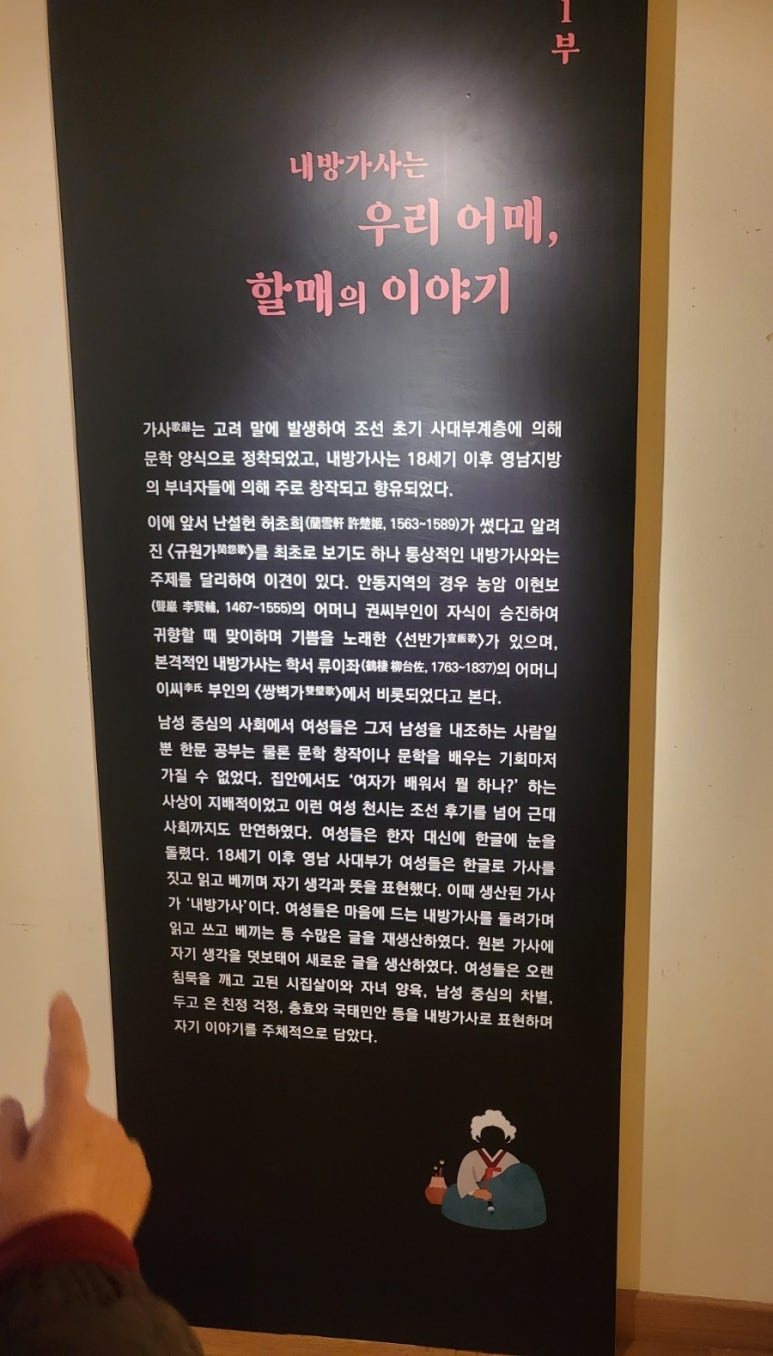 1
부
내방가사는
우리 어매,
할매의 이야기
가사歌辭는 고려 말에 발생하여 조선 초기 사대부계층에 의해
문학 양식으로 정착되었고, 내방가사는 18세기 이후 영남지방
의 부녀자들에 의해 주로 창작되고 향유되었다.
이에 앞서 난설헌 허초희(蘭雪軒 許楚姬, 1563~1589)가 썼다고 알려
진 〈규원가閨怨歌〉를 최초로 보기도 하나 통상적인 내방가사와는
주제를 달리하여 이견이 있다. 안동지역의 경우 농암 이현보
(聾巖 李賢輔, 1467~1555)의 어머니 권씨부인이 자식이 승진하여
귀향할 때 맞이하며 기쁨을 노래한 〈선반가宣飯歌〉가 있으며,
본격적인 내방가사는 학서 류이좌(鶴棲 柳台佐, 1763~1837)의 어머니
이씨李氏 부인의 〈쌍벽가雙璧歌〉에서 비롯되었다고 본다.
남성 중심의 사회에서 여성들은 그저 남성을 내조하는 사람일
뿐 한문 공부는 물론 문학 창작이나 문학을 배우는 기회마저
가질 수 없었다. 집안에서도 ‘여자가 배워서 뭘 하나?’ 하는
사상이 지배적이었고 이런 여성 천시는 조선 후기를 넘어 근대
사회까지도 만연하였다. 여성들은 한자 대신에 한글에 눈을
돌렸다. 18세기 이후 영남 사대부가 여성들은 한글로 가사를
짓고 읽고 베끼며 자기 생각과 뜻을 표현했다. 이때 생산된 가사
가 ‘내방가사’이다. 여성들은 마음에 드는 내방가사를 돌려가며
읽고 쓰고 베끼는 등 수많은 글을 재생산하였다. 원본 가사에
자기 생각을 덧보태어 새로운 글을 생산하였다. 여성들은 오랜
침묵을 깨고 고된 시집살이와 자녀 양육, 남성 중심의 차별,
두고 온 친정 걱정, 충효와 국태민안 등을 내방가사로 표현하며
자기 이야기를 주체적으로 담았다.